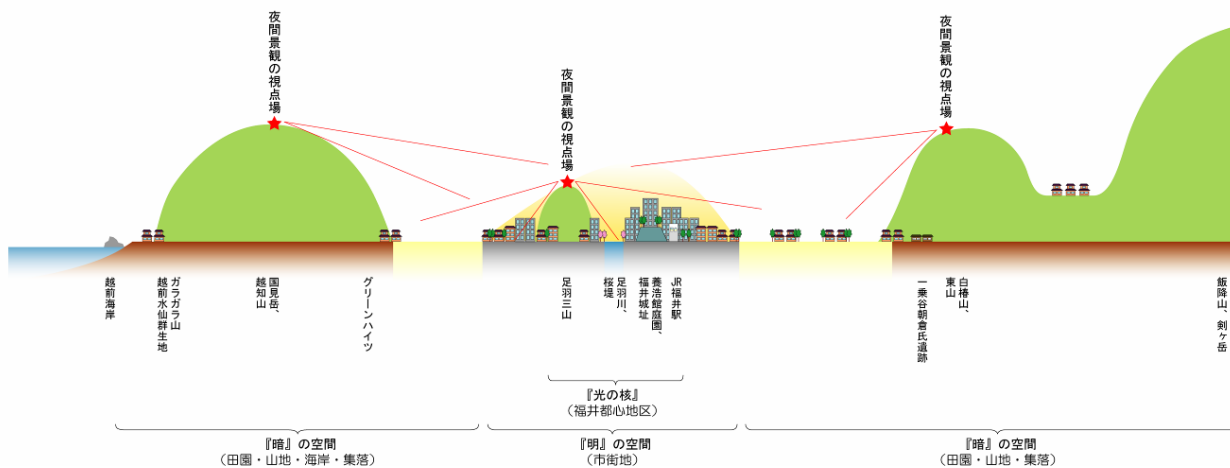 夜間景観の視点場
夜間景観の視点場
夜間景観の視点場
越前海岸
ガラガラ山
越前水仙群生地
国見岳、
越知山
グリーンハイツ
足羽三山
足羽川、
桜堤
JR福井駅
養浩館庭園、
福井城址
一乗谷朝倉氏遺跡
白椿山、
東山
飯降山、剣ヶ岳
『光の核』
（福井都心地区）
『暗』の空間
（田園・山地・海岸・集落）
『明』の空間
（市街地）
『暗』の空間
（田園・山地・集落）